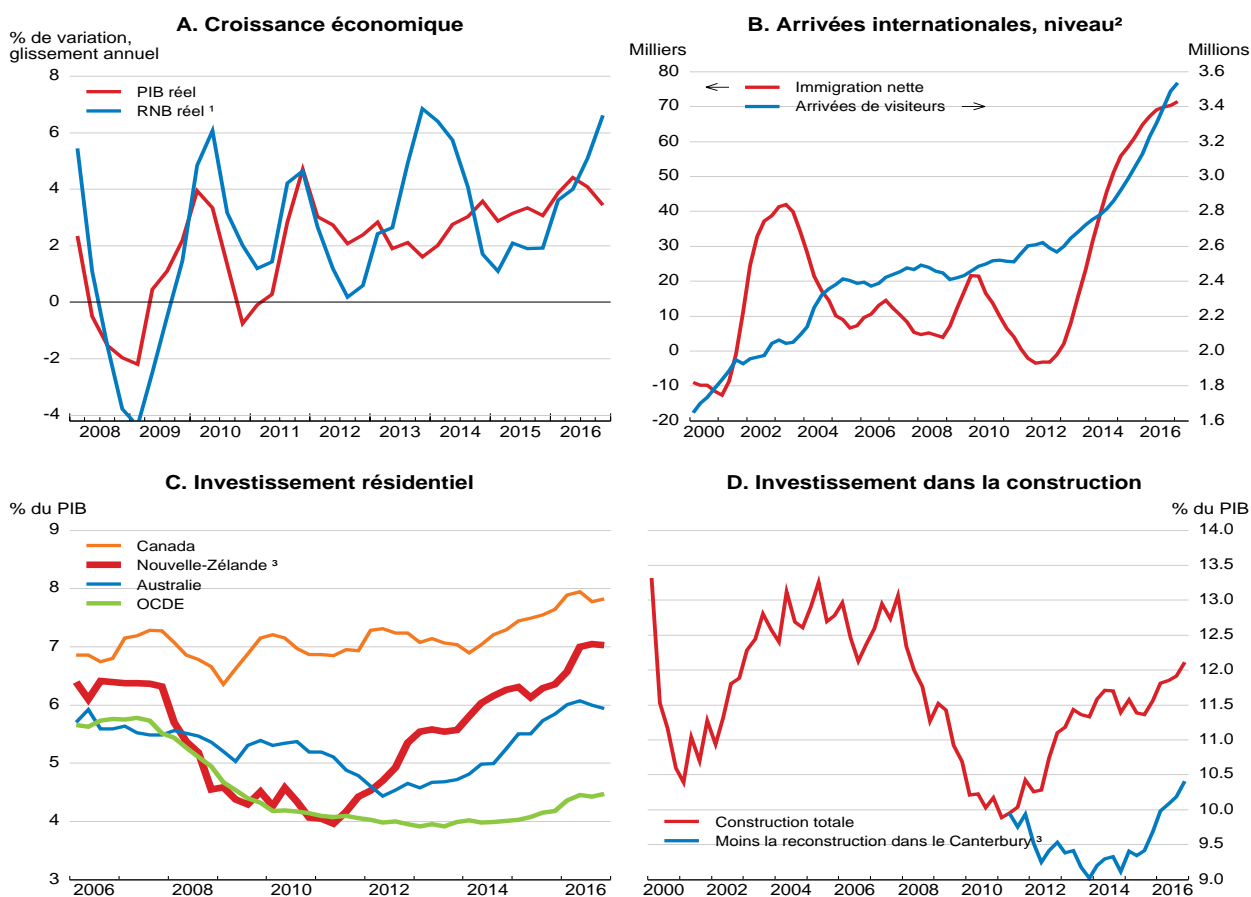 A. Croissance économique
% de variation,
glissement annuel
8
6
4
2
0
-2
-4
PIB réel
RNB réel ¹
2008 2009 2010 2011 2012 2013 2014 2015 2016
B. Arrivées internationales, niveau²
Milliers Millions
80 3.6
70 3.4
60 3.2
50 3.0
40 2.8
30 2.6
20 2.4
10 2.2
0 2.0
-10 1.8
-20 1.6
Immigration nette
Arrivées de visiteurs
2000 2002 2004 2006 2008 2010 2012 2014 2016
C. Investissement résidentiel
% du PIB
9
8
7
6
5
4
3
Canada
Nouvelle-Zélande ³
Australie
OCDE
2006 2008 2010 2012 2014 2016
D. Investissement dans la construction
% du PIB
14.0
13.5
13.0
12.5
12.0
11.5
11.0
10.5
10.0
9.5
9.0
Construction totale
Moins la reconstruction dans le Canterbury ³
2000 2002 2004 2006 2008 2010 2012 2014 2016